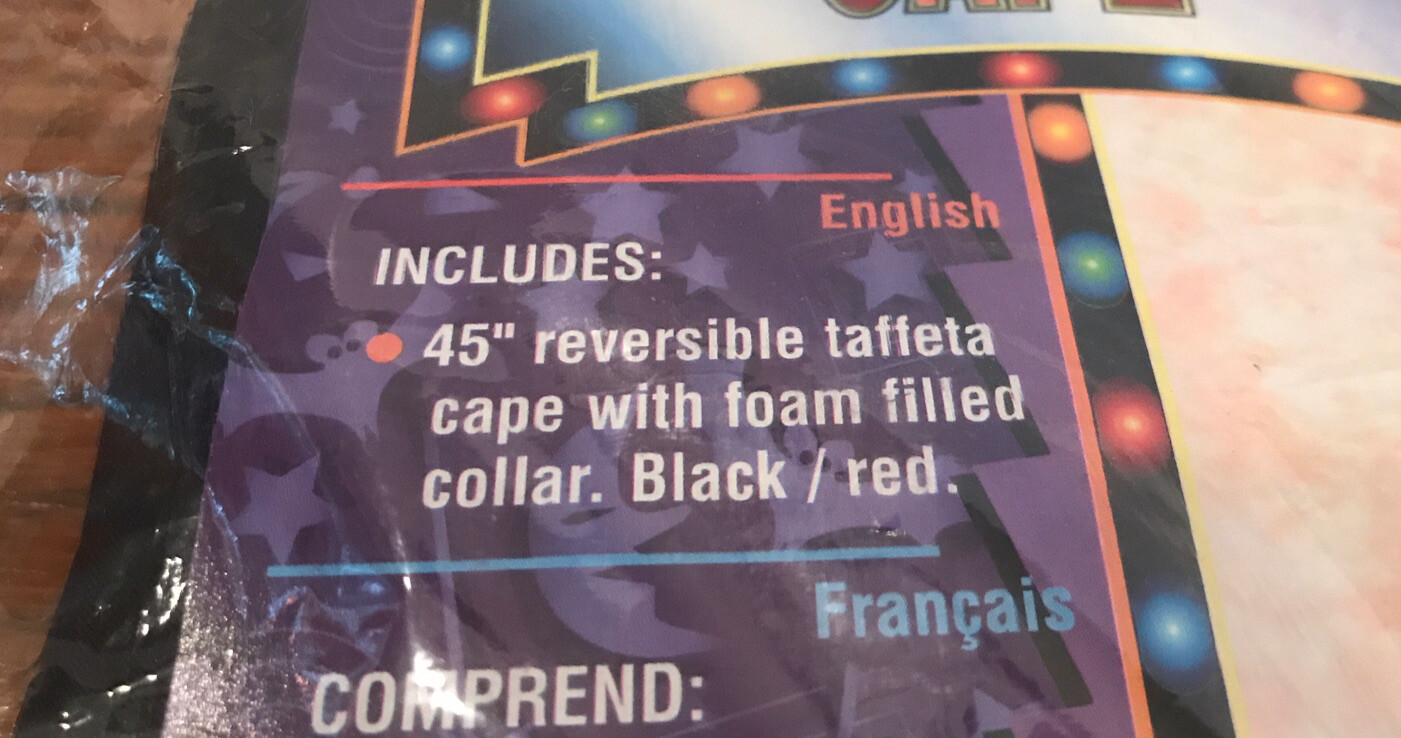 English
INCLUDES:
• 45" reversible taffeta
cape with foam filled
collar. Black / red.
Français
COMPREND: